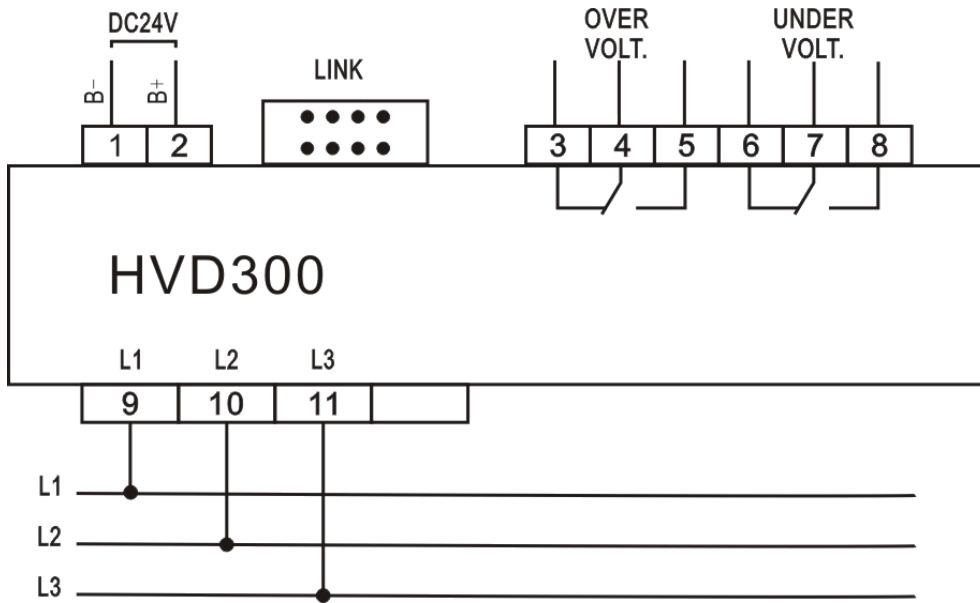 DC24V
B-
B+
LINK
OVER
VOLT.
UNDER
VOLT.
1 2
3 4 5 6 7 8
HVD300
L1 L2 L3
9 10 11
L1
L2
L3